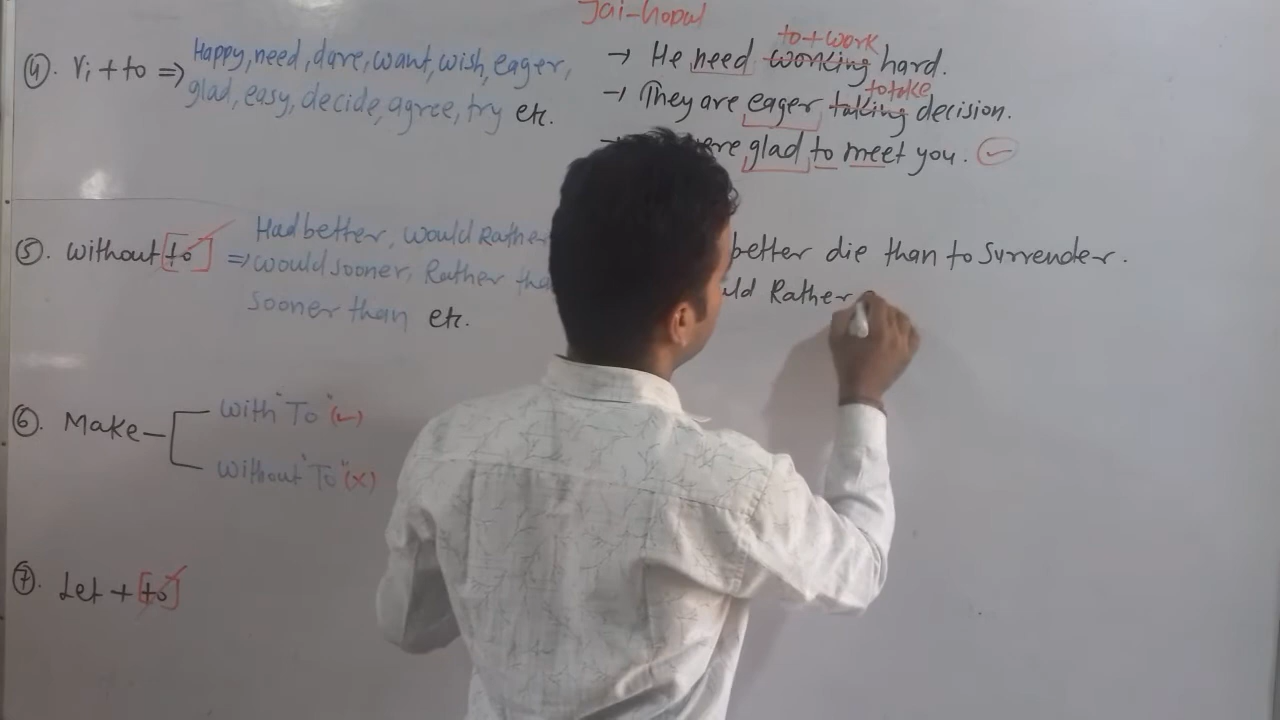 Jai-Gopal
④. V₁ + to ⇒ Happy, need, dare, want, wish, eager,
glad, easy, decide, agree, try etc.
to+work
→ He need working hard.
to take
→ They are eager taking decision.
glad to meet you.
⑤. Without [to] ⇒ Had better, Would Rather
would sooner, Rather
Sooner than etc.
better die than to Surrender.
Rather
⑥. Make
With "To" (✓)
Without "To" (x)
⑦. Let + [to]